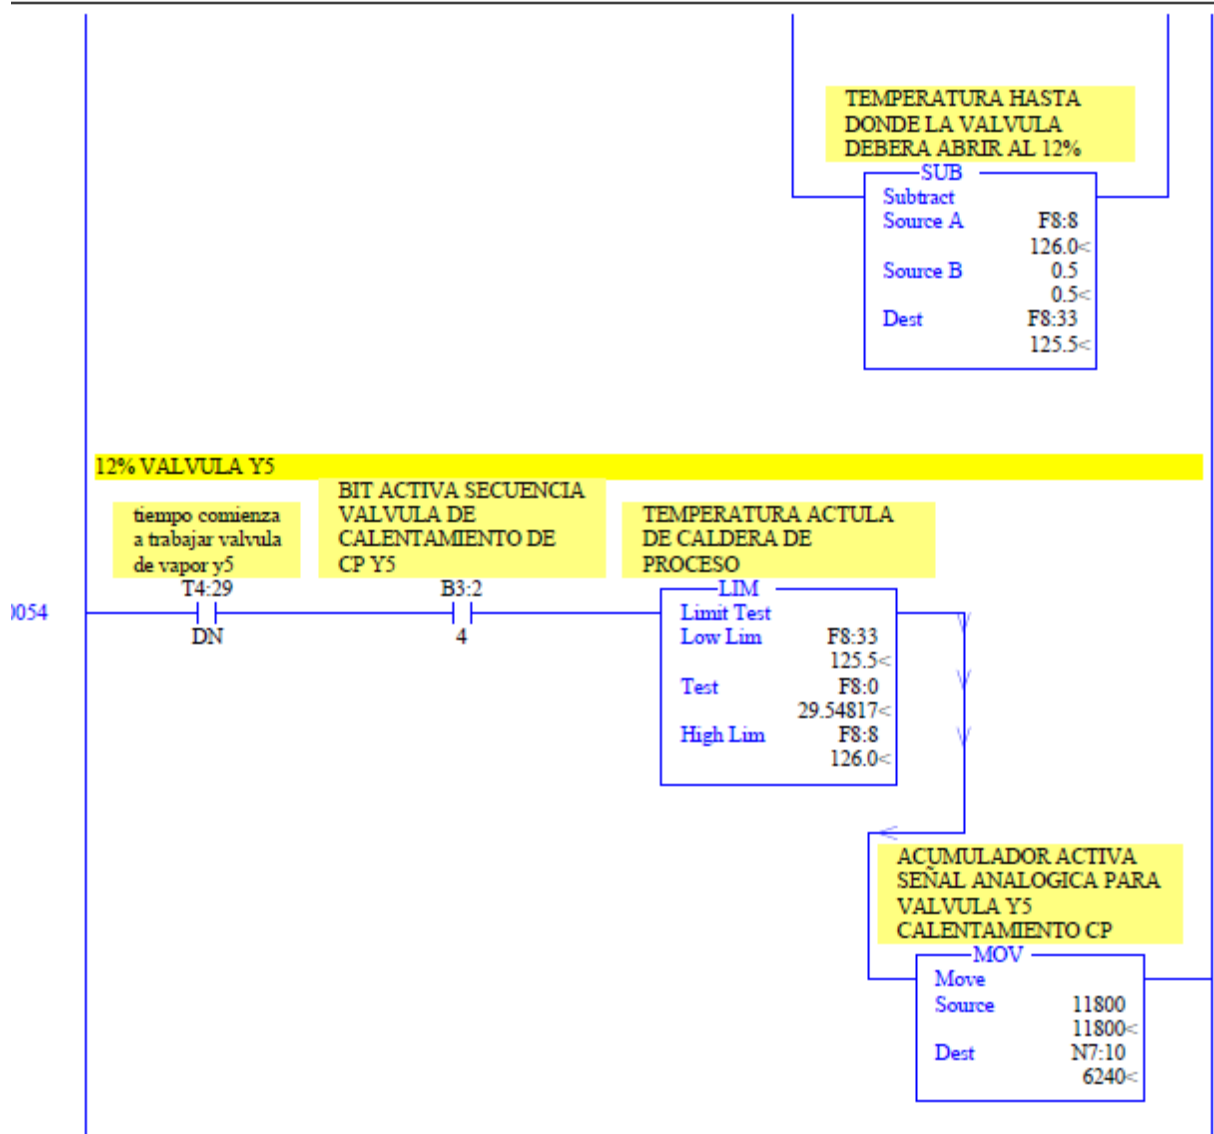 TEMPERATURA HASTA
DONDE LA VALVULA
DEBERA ABRIR AL 12%
SUB
Subtract
Source A F8:8
126.0<
Source B 0.5
0.5<
Dest F8:33
125.5<
12% VALVULA Y5
tiempo comienza
a trabajar valvula
de vapor y5
T4:29
DN
BIT ACTIVA SECUENCIA
VALVULA DE
CALENTAMIENTO DE
CP Y5
B3:2
4
TEMPERATURA ACTULA
DE CALDERA DE
PROCESO
LIM
Limit Test
Low Lim F8:33
125.5<
Test F8:0
29.54817<
High Lim F8:8
126.0<
0054
ACUMULADOR ACTIVA
SEÑAL ANALOGICA PARA
VALVULA Y5
CALENTAMIENTO CP
MOV
Move
Source 11800
11800<
Dest N7:10
6240<